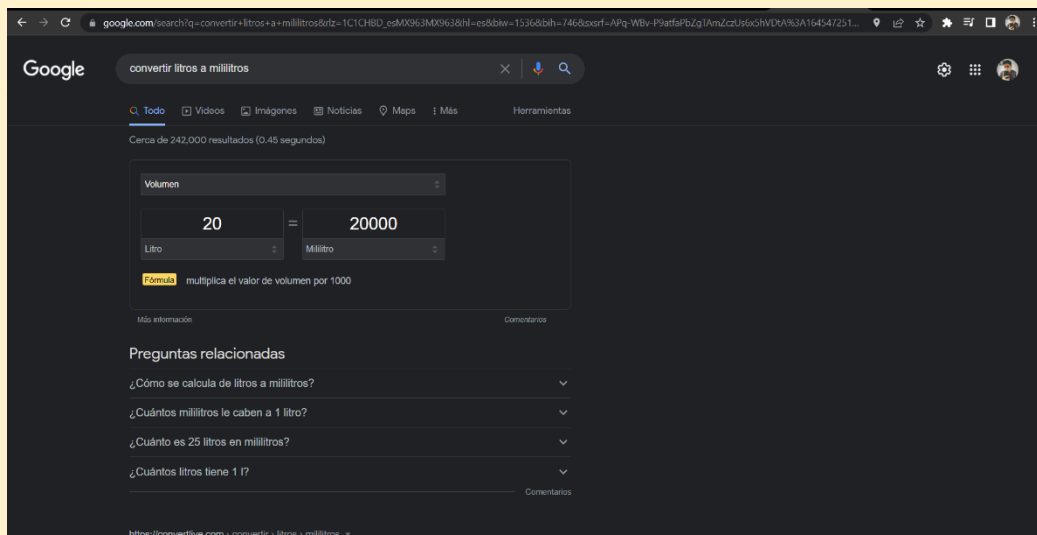 google.com/search?q=convertir+litros+a+mililitros&rlz=1C1CHBD_esMX963MX963&hl=es&biw=1536&bih=746&sxsrf=APq-WBv-P9atfaPbZg1AmZczUs6x5hVDtA%3A164547251...
Google
convertir litros a mililitros
Todo Videos Imágenes Noticias Maps Más Herramientas
Cerca de 242,000 resultados (0.45 segundos)
Volumen
20 = 20000
Litro Mililitro
Fórmula multiplica el valor de volumen por 1000
Más información Comentarios
Preguntas relacionadas
¿Cómo se calcula de litros a mililitros?
¿Cuántos mililitros le caben a 1 litro?
¿Cuánto es 25 litros en mililitros?
¿Cuántos litros tiene 1 l?
Comentarios
https://convertlive.com › convertir › litros › mililitros